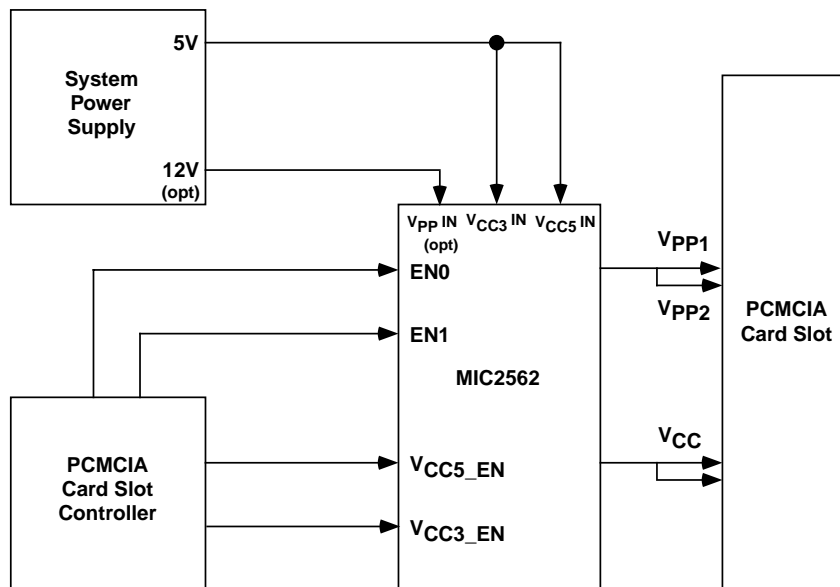 5V
System
Power
Supply
12V
(opt)
VPP IN
(opt)
VCC3 IN
VCC5 IN
EN0
EN1
MIC2562
VCC5_EN
VCC3_EN
PCMCIA
Card Slot
Controller
VPP1
VPP2
VCC
PCMCIA
Card Slot